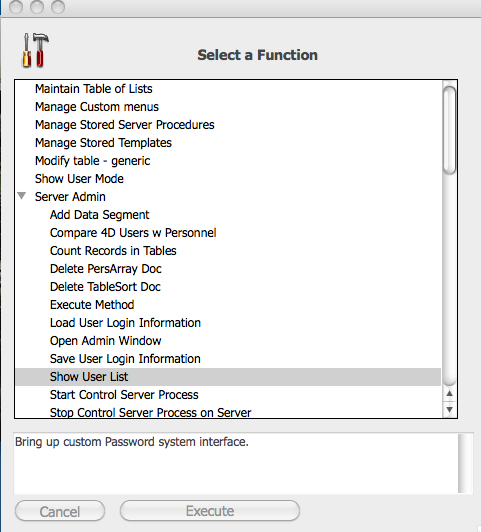 Select a Function
Maintain Table of Lists
Manage Custom menus
Manage Stored Server Procedures
Manage Stored Templates
Modify table - generic
Show User Mode
Server Admin
Add Data Segment
Compare 4D Users w Personnel
Count Records in Tables
Delete PersArray Doc
Delete TableSort Doc
Execute Method
Load User Login Information
Open Admin Window
Save User Login Information
Show User List
Start Control Server Process
Stop Control Server Process on Server
Bring up custom Password system interface.
Cancel
Execute